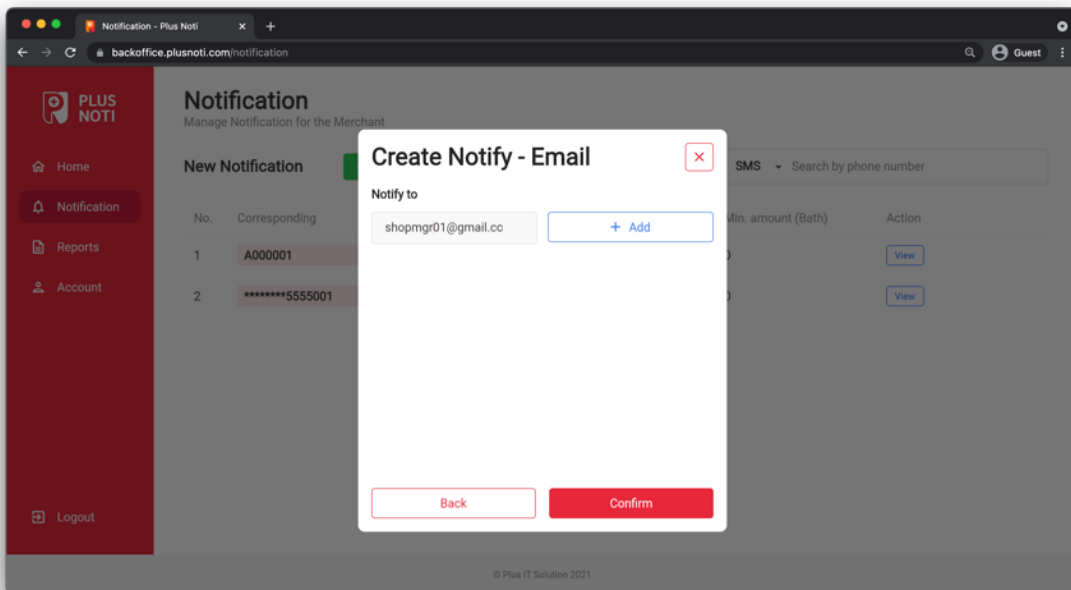 Notification - Plus Noti
backoffice.plusnoti.com/notification
Guest
PLUS
NOTI
Home
Notification
Reports
Account
Logout
Notification
Manage Notification for the Merchant
New Notification
SMS
Search by phone number
No.
Corresponding
Min. amount (Bath)
Action
1
A000001
View
2
********5555001
View
Create Notify - Email
Notify to
shopmgr01@gmail.cc
+ Add
Back
Confirm
© Plus IT Solution 2021